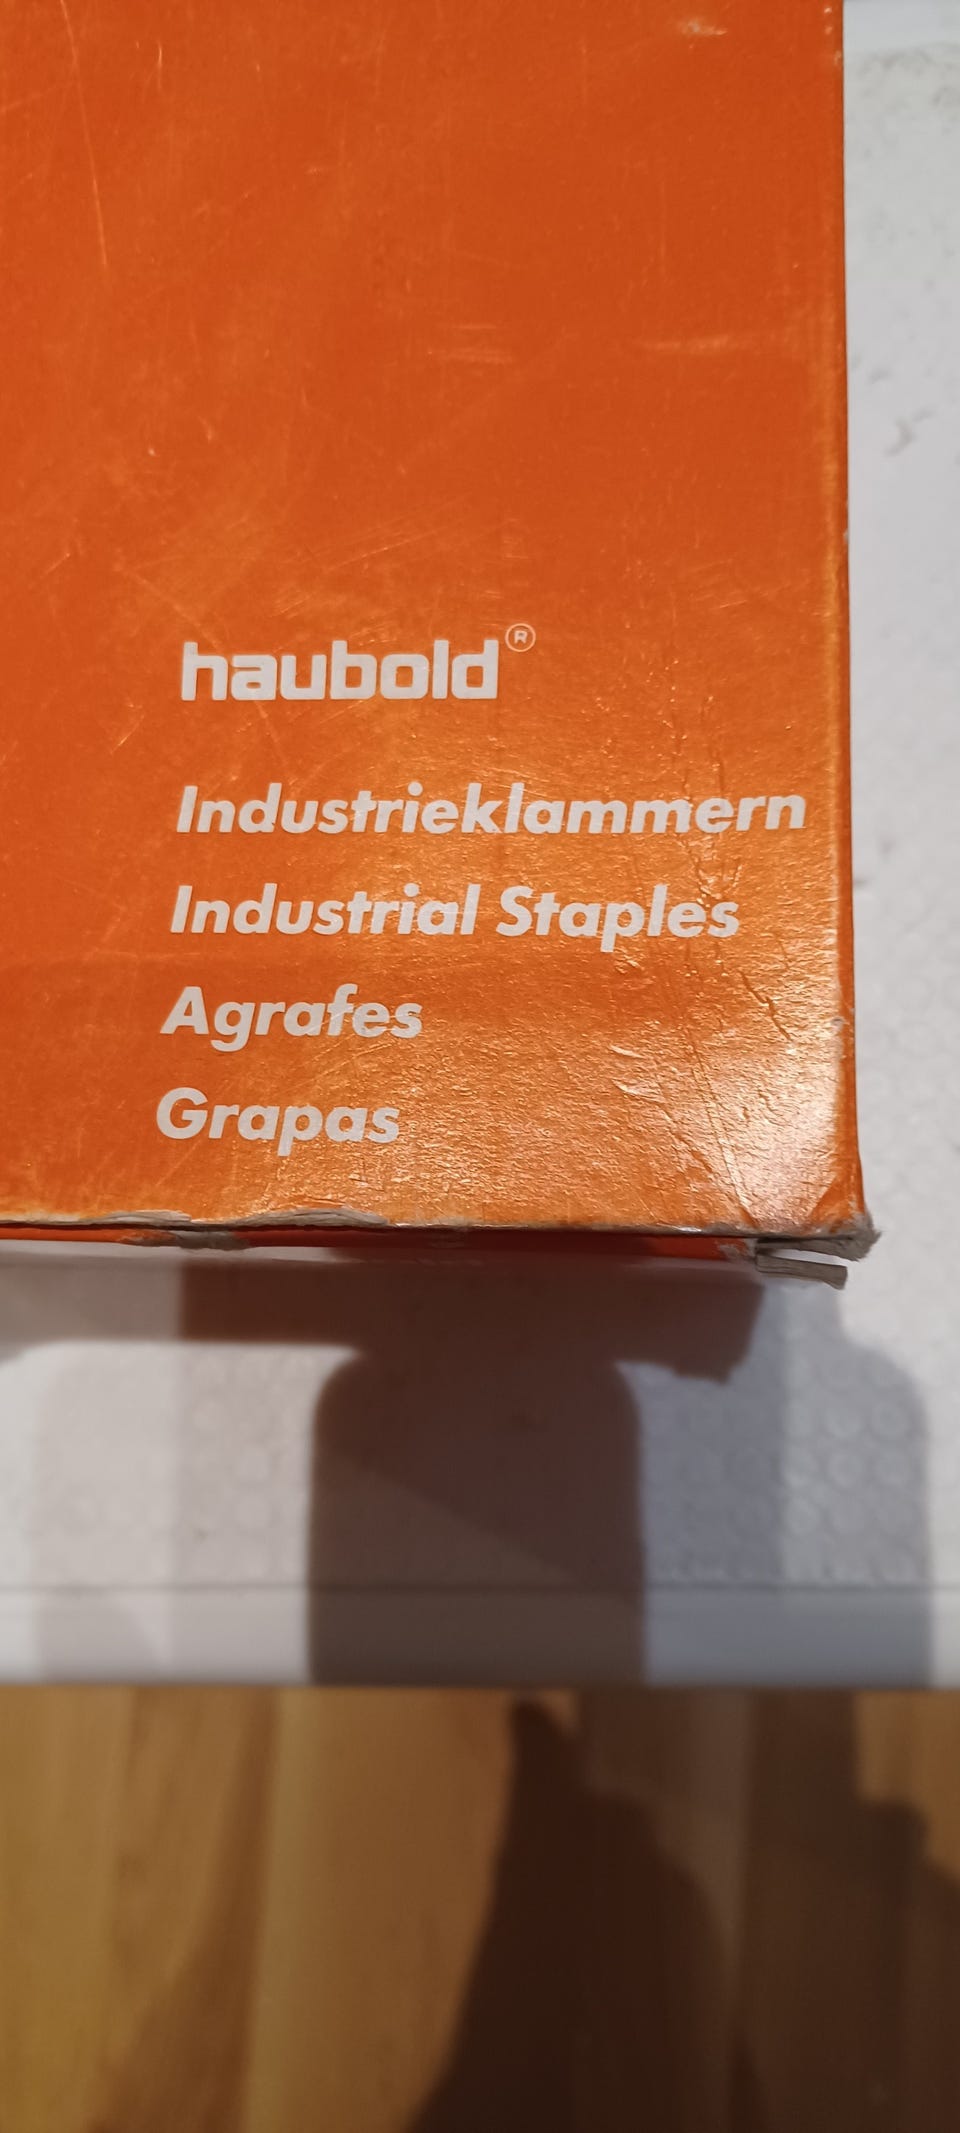 haubold®
Industrieklammern
Industrial Staples
Agrafes
Grapas